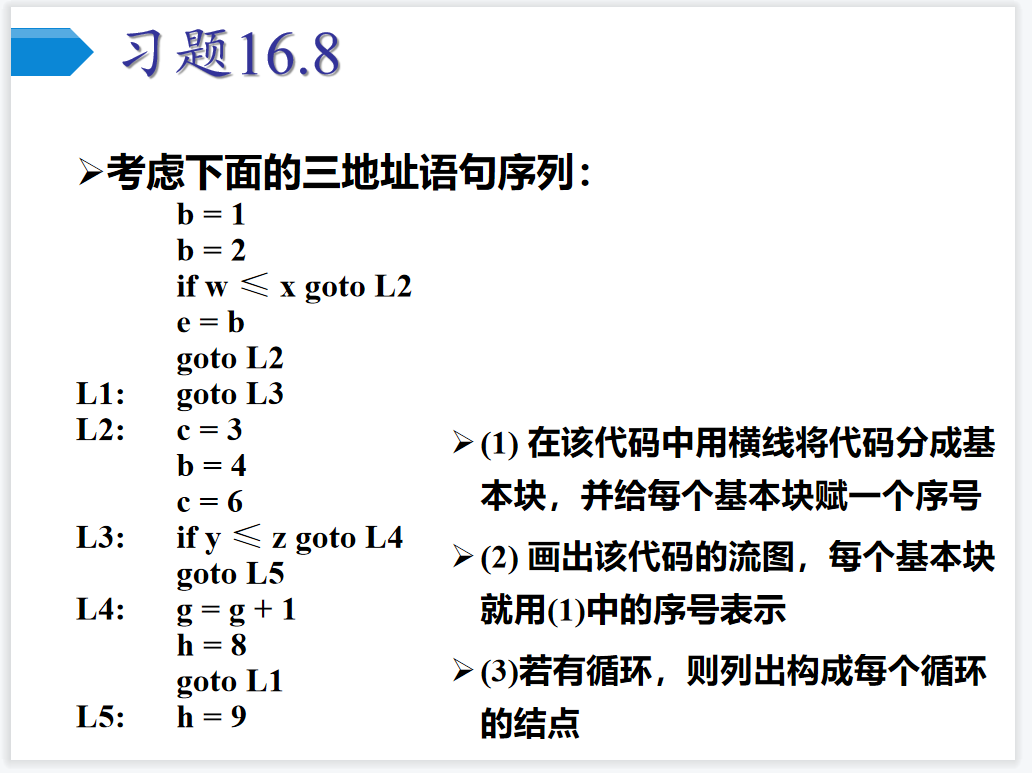 习题16.8
➢考虑下面的三地址语句序列：
b = 1
b = 2
if w ≤ x goto L2
e = b
goto L2
L1: goto L3
L2: c = 3
b = 4
c = 6
L3: if y ≤ z goto L4
goto L5
L4: g = g + 1
h = 8
goto L1
L5: h = 9
➢(1) 在该代码中用横线将代码分成基
本块，并给每个基本块赋一个序号
➢(2) 画出该代码的流图，每个基本块
就用(1)中的序号表示
➢(3)若有循环，则列出构成每个循环
的结点